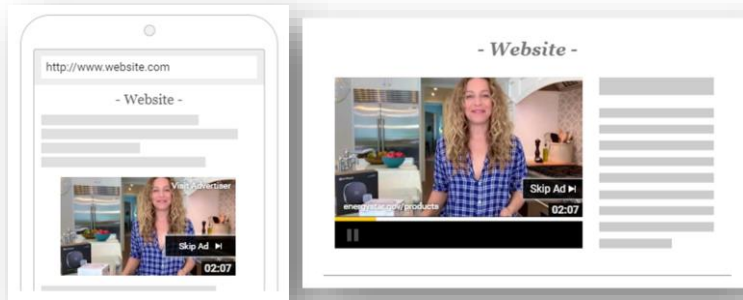 http://www.website.com
- Website -
Visit Advertiser
Skip Ad
02:07
- Website -
Skip Ad
energystar.gov/products
02:07